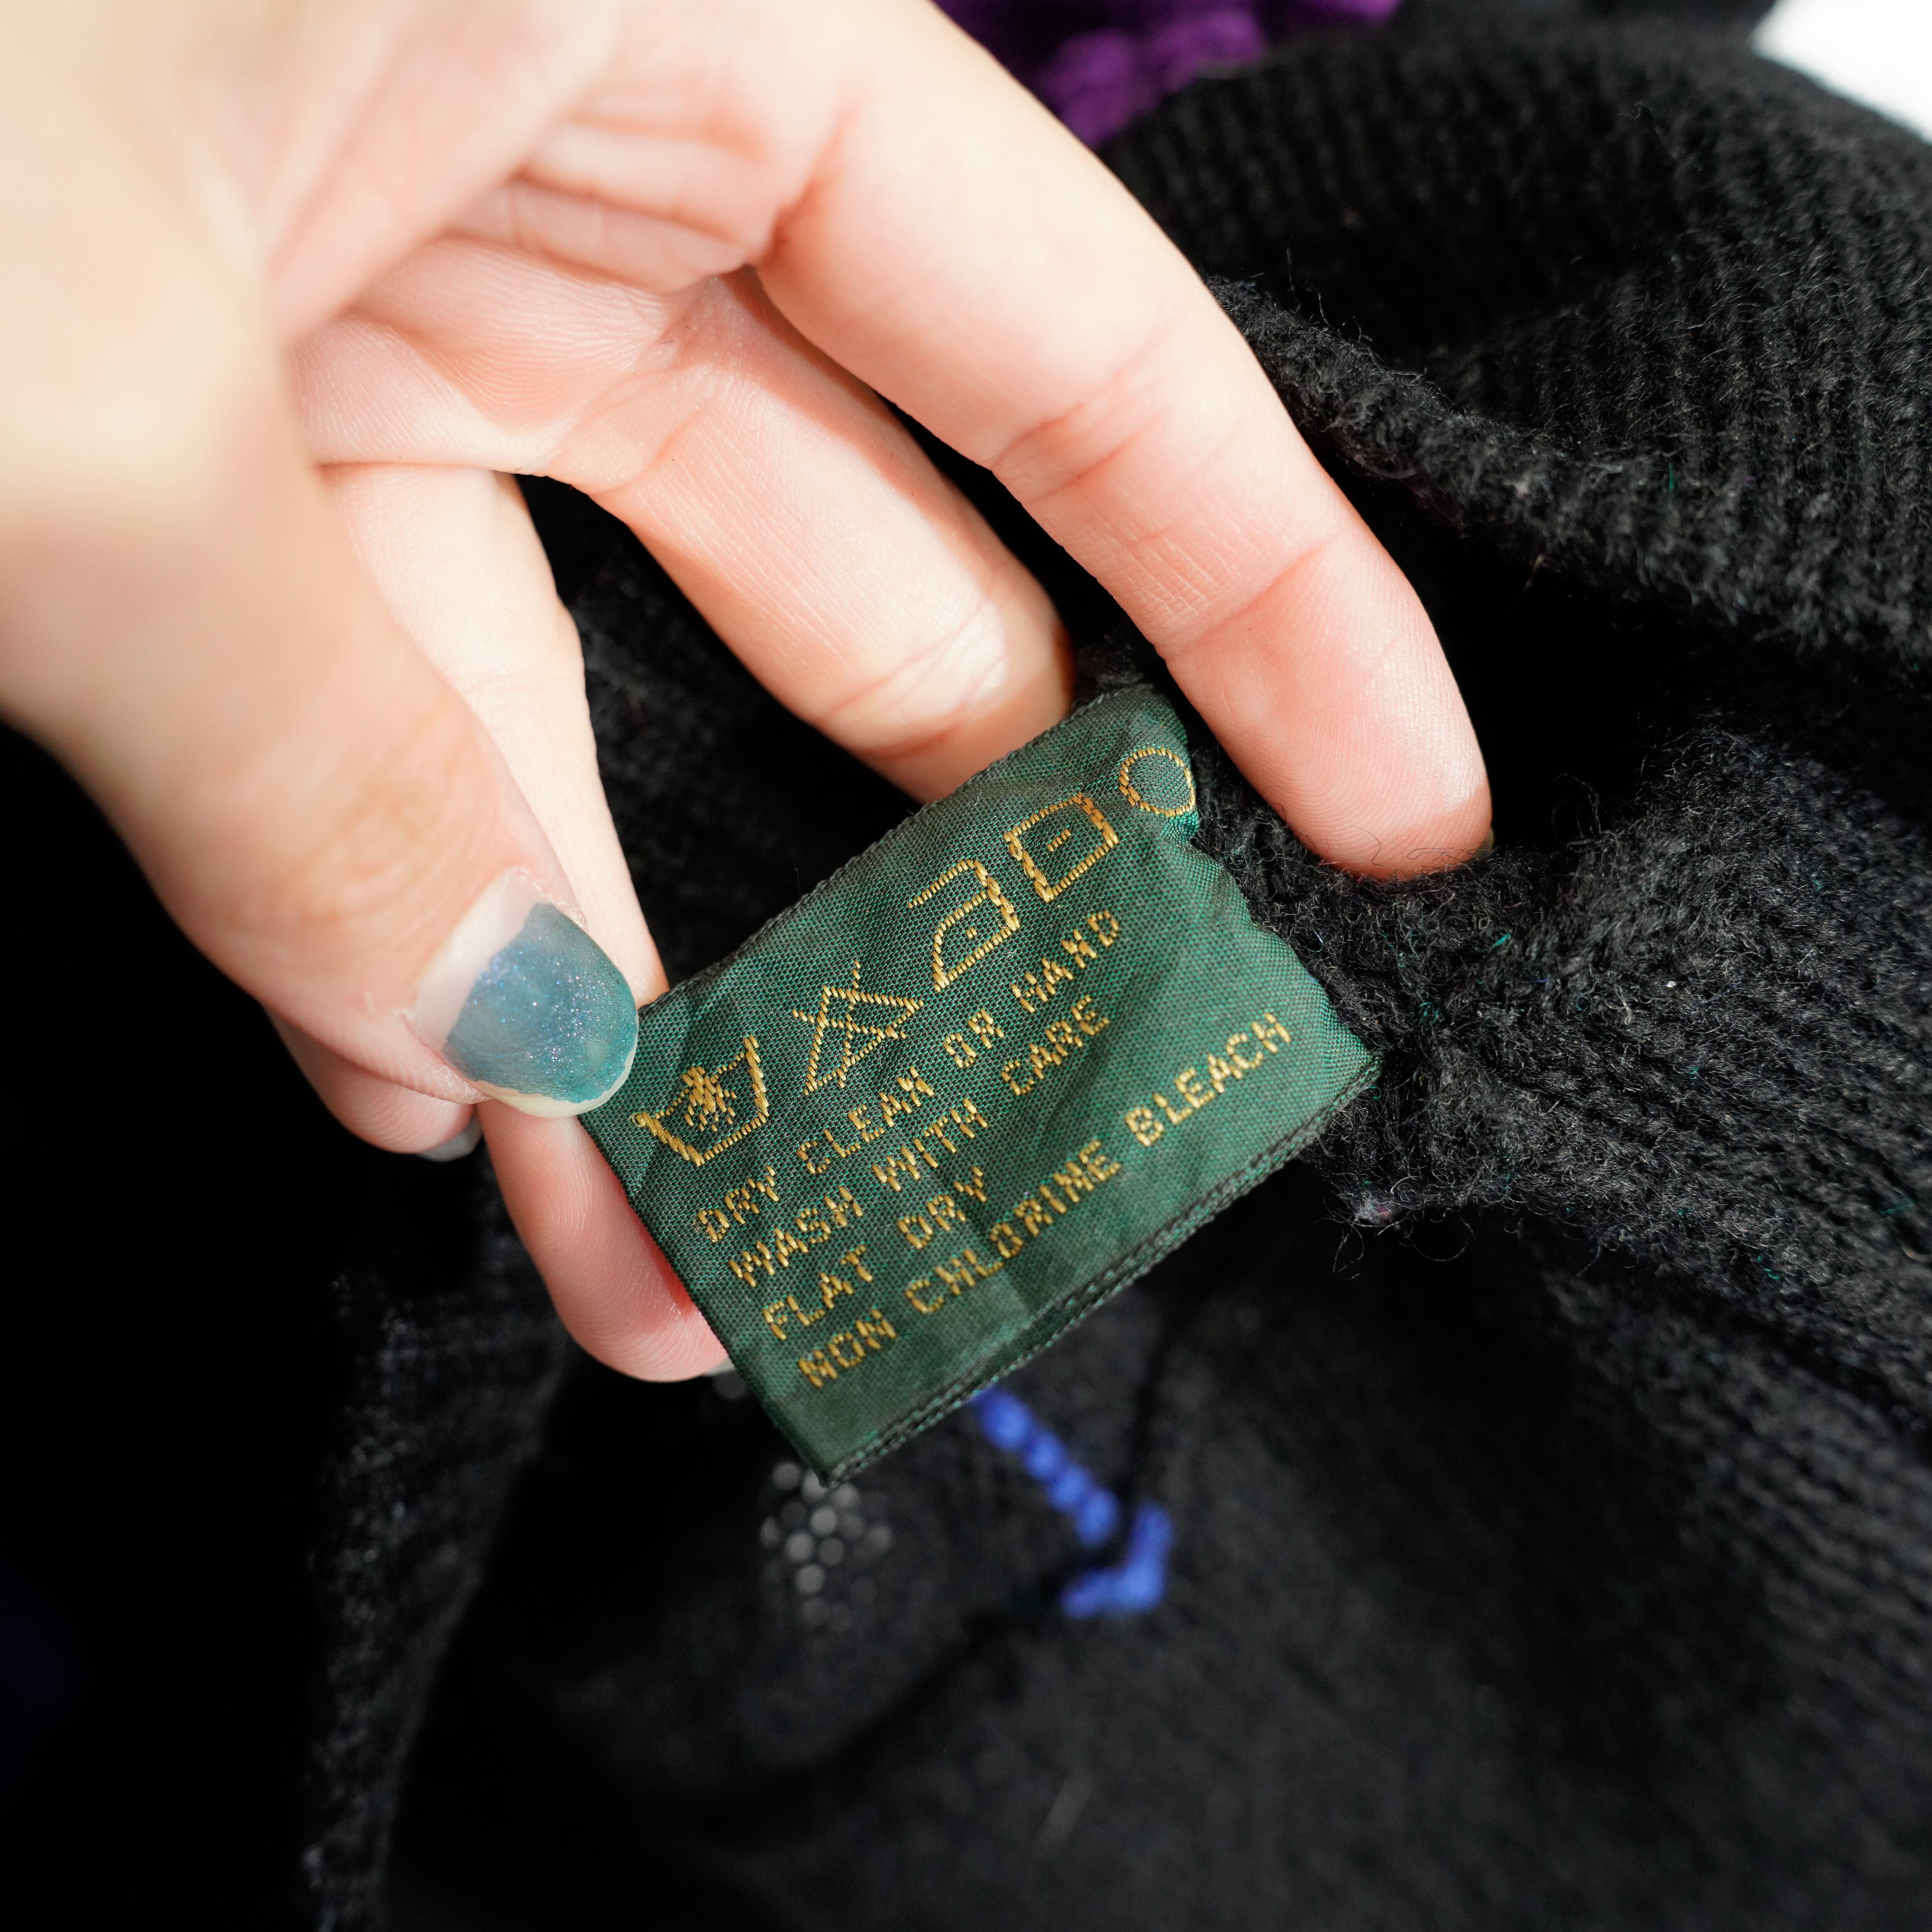 DRY CLEAN OR HAND
WASH WITH CARE
FLAT DRY
NON CHLORINE BLEACH